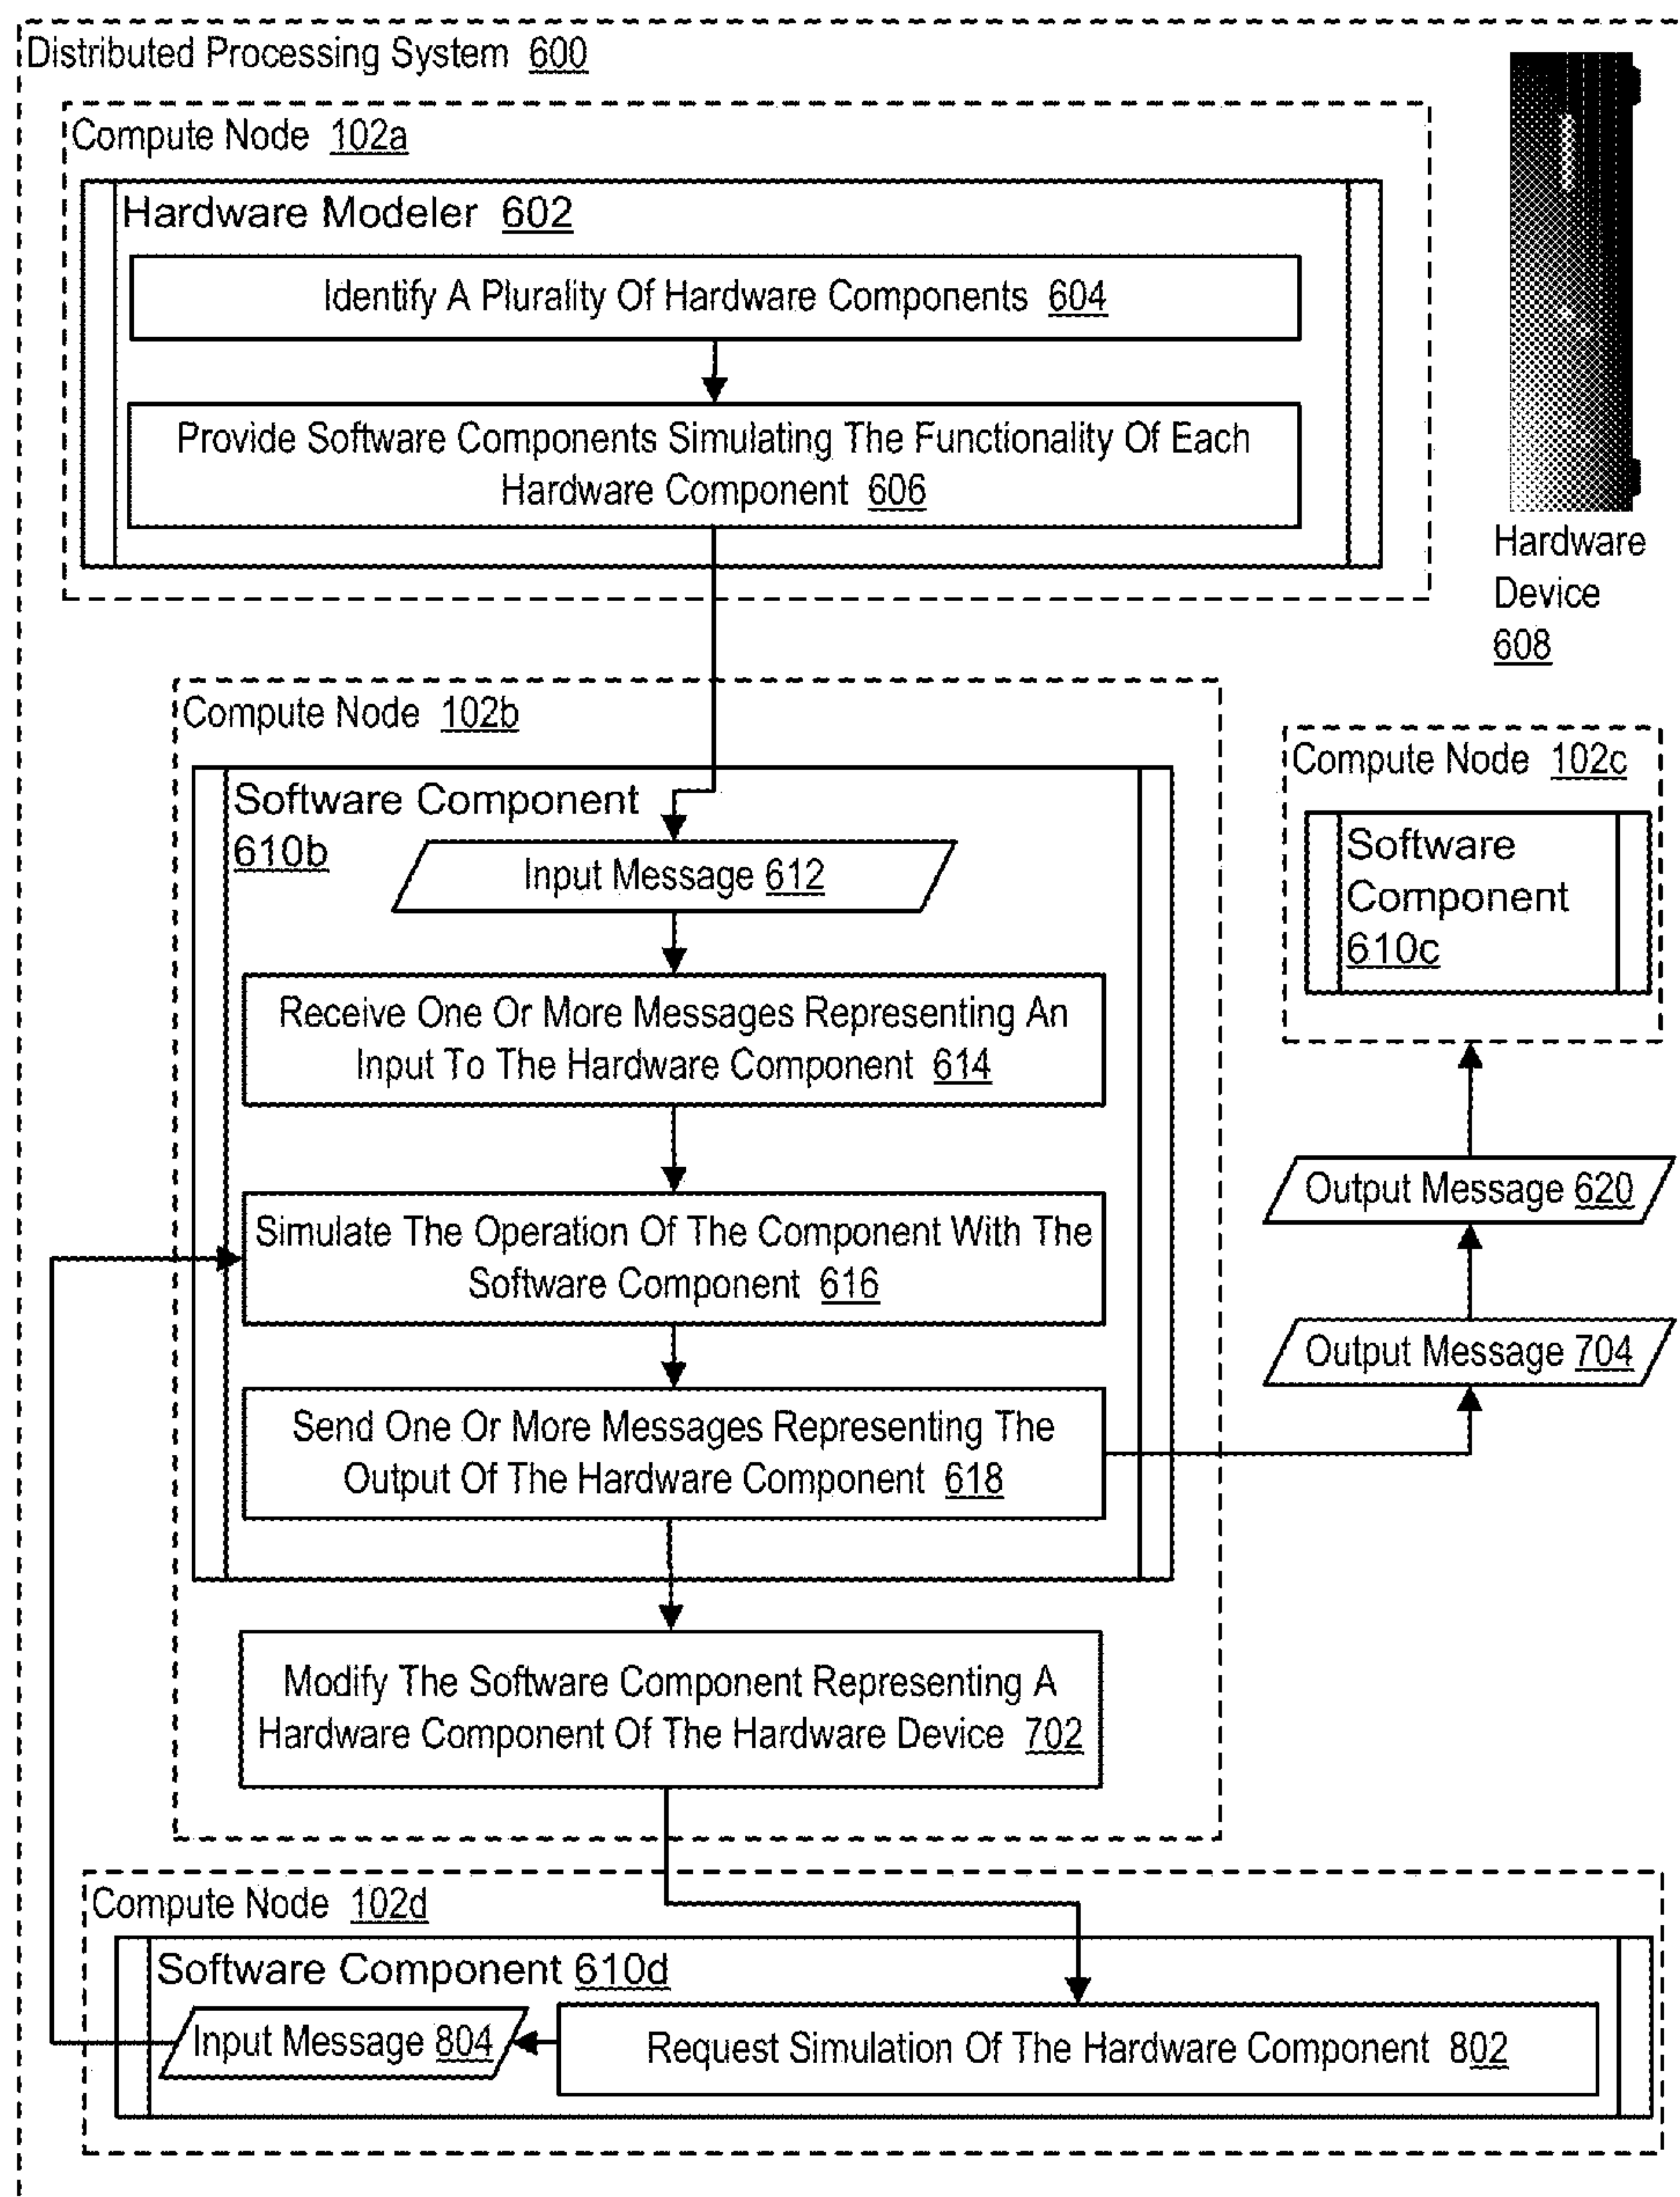 Distributed Processing System 600
Compute Node 102a
Hardware Modeler 602
Identify A Plurality Of Hardware Components 604
Provide Software Components Simulating The Functionality Of Each
Hardware Component 606
Hardware
Device
608
Compute Node 102b
Software Component
610b
Input Message 612
Receive One Or More Messages Representing An
Input To The Hardware Component 614
Simulate The Operation Of The Component With The
Software Component 616
Send One Or More Messages Representing The
Output Of The Hardware Component 618
Modify The Software Component Representing A
Hardware Component Of The Hardware Device 702
Compute Node 102c
Software
Component
610c
Output Message 620
Output Message 704
Compute Node 102d
Software Component 610d
Input Message 804
Request Simulation Of The Hardware Component 802